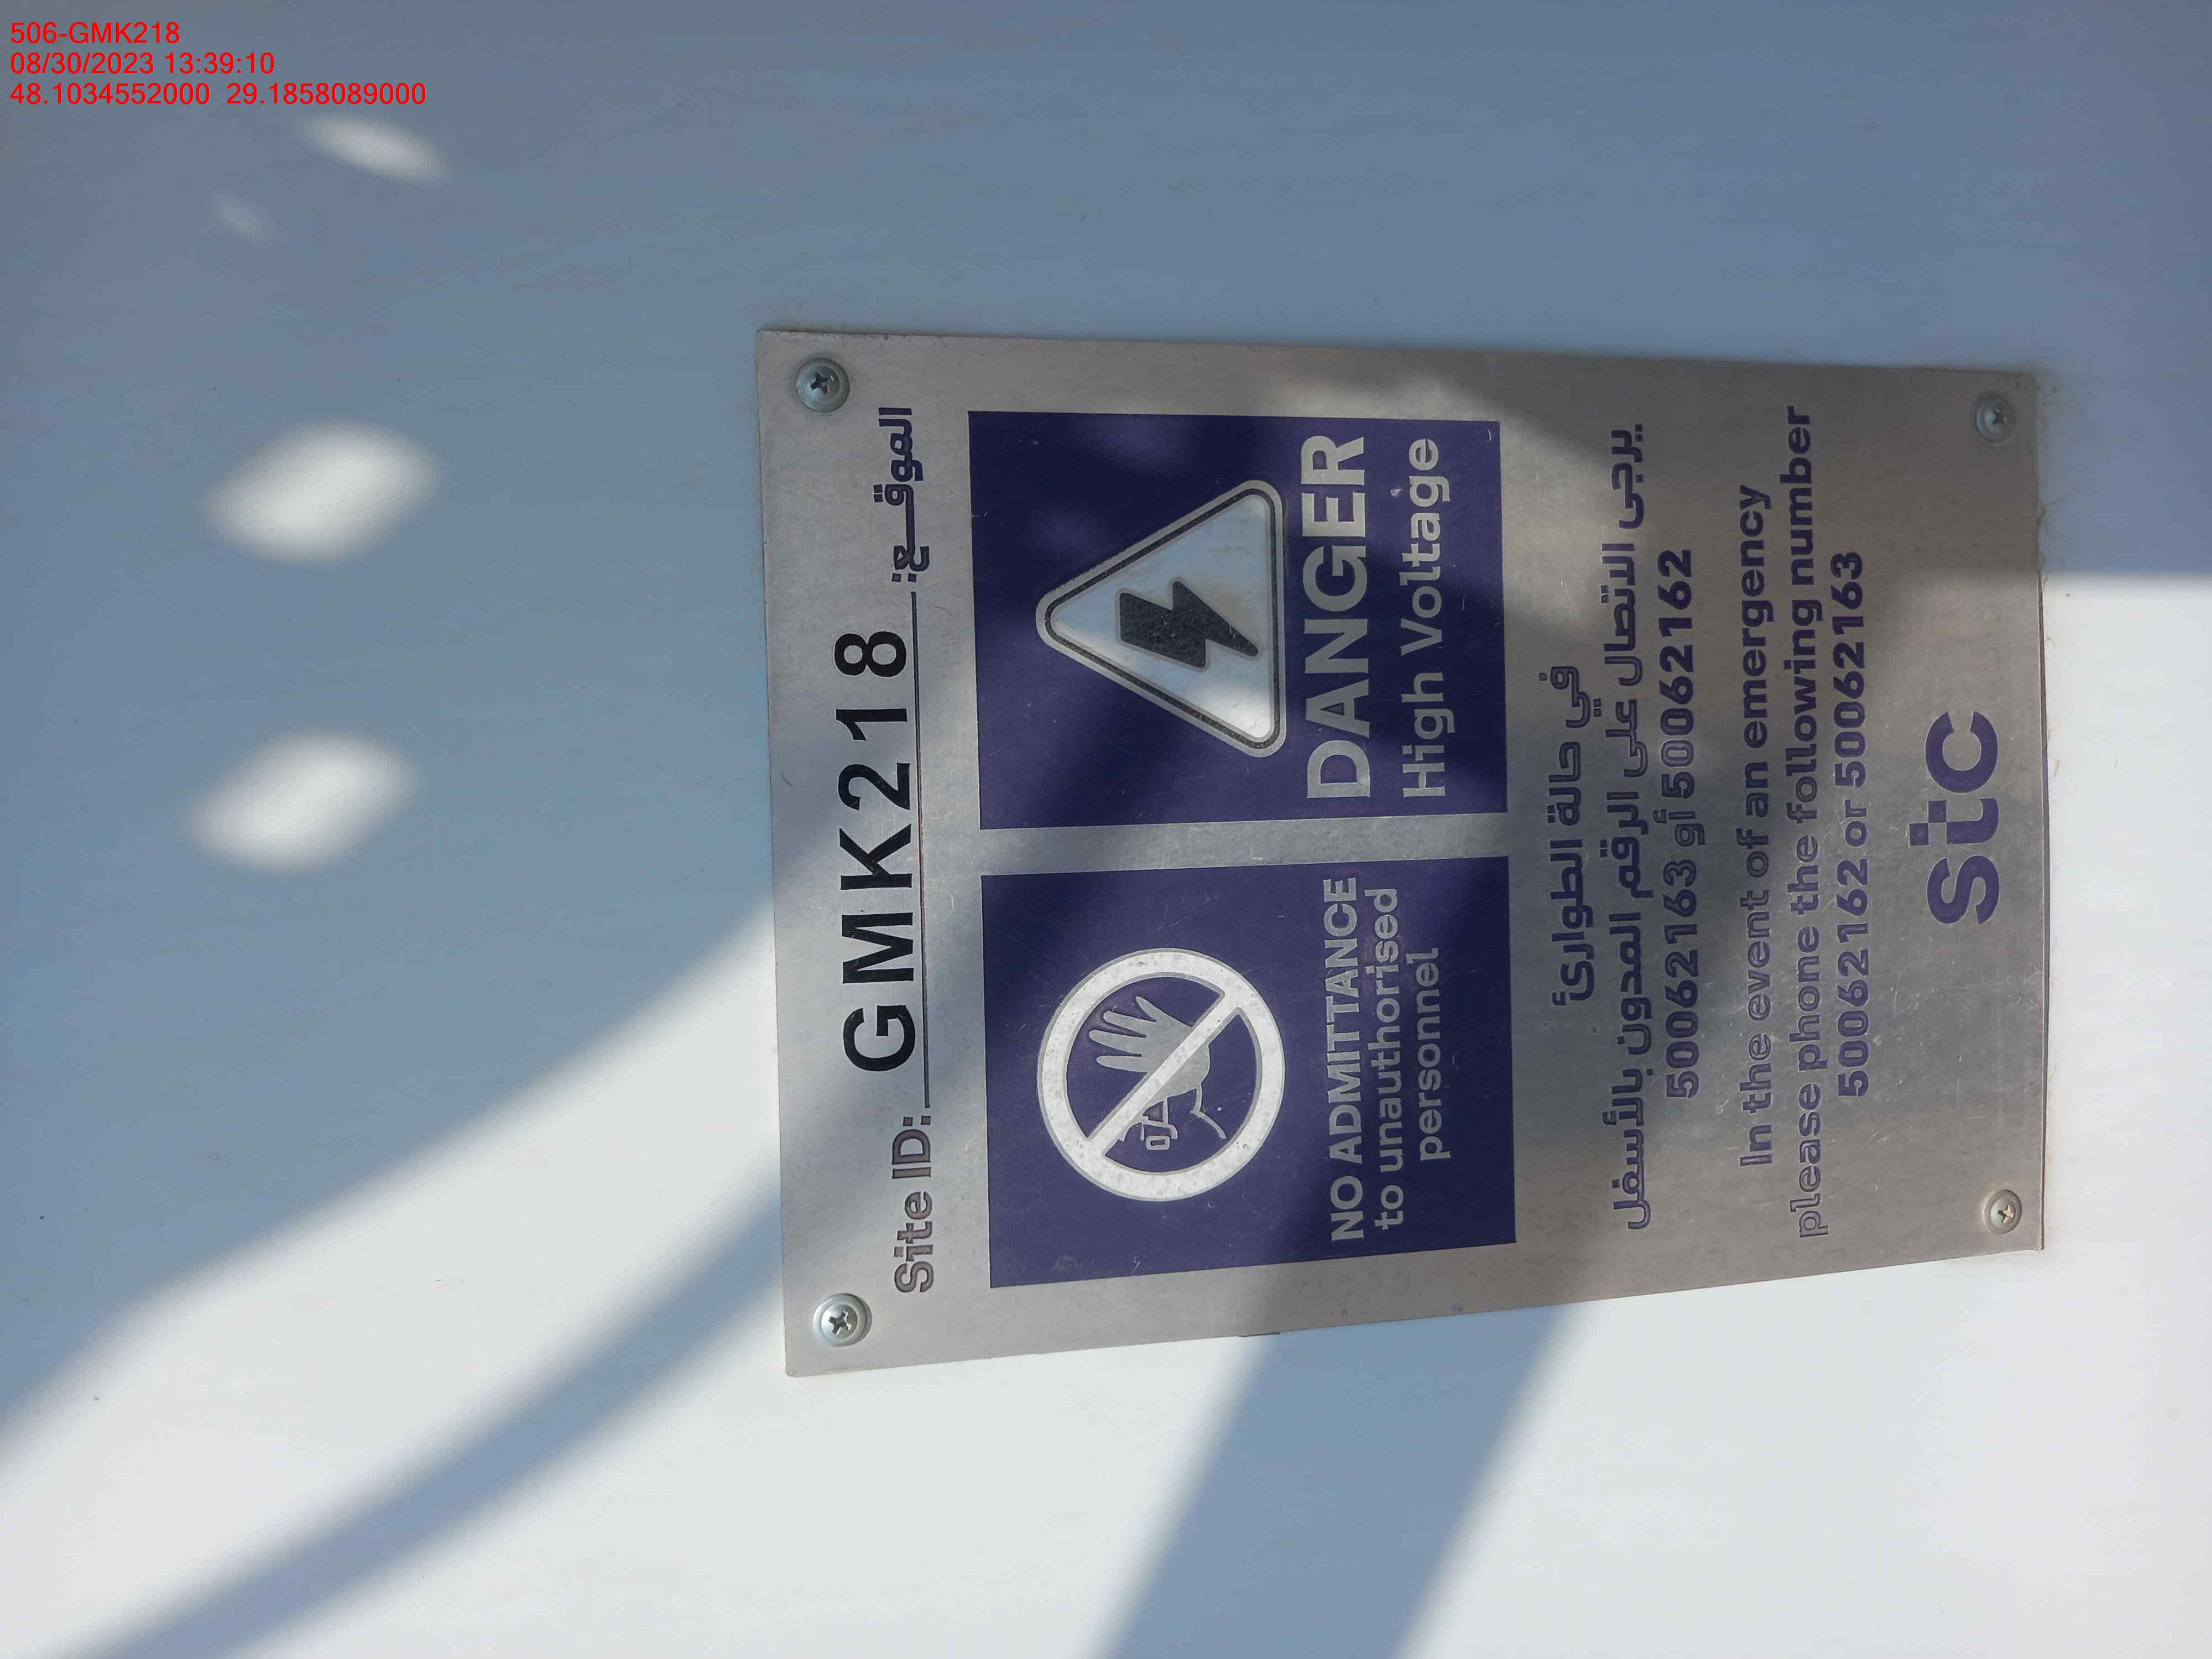 506-GMK218
08/30/2023 13:39:10
48.1034552000 29.1858089000
Site ID: GMK218 الموقـــع:
NO ADMITTANCE
to unauthorised
personnel
DANGER
High Voltage
في حالة الطوارئ
يرجى الاتصال على الرقم المدون بالأسفل
50062163 أو 50062162
In the event of an emergency
please phone the following number
50062162 or 50062163
stc